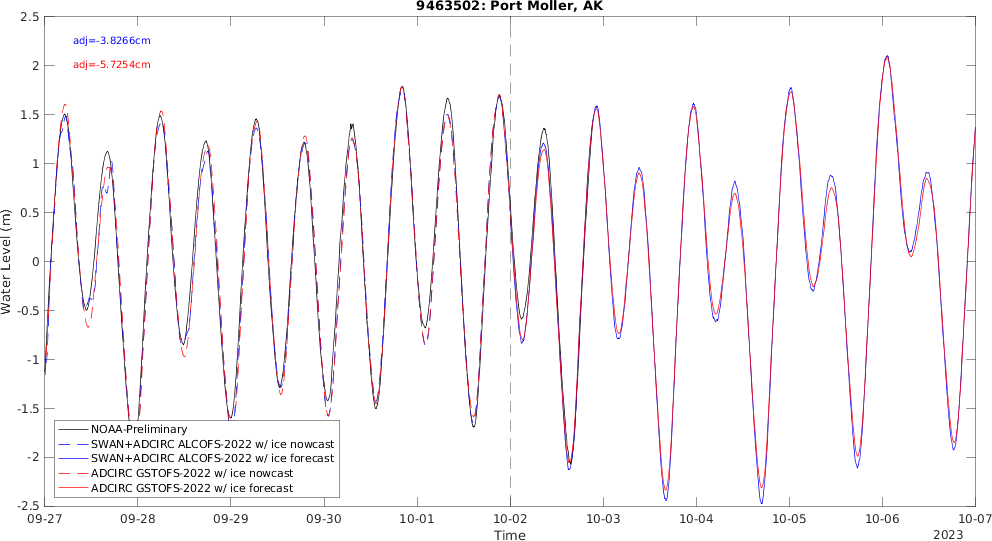 9463502: Port Moller, AK
adj=-3.8266cm
adj=-5.7254cm
2.5
2
1.5
1
0.5
0
-0.5
-1
-1.5
-2
-2.5
Water Level (m)
NOAA-Preliminary
SWAN+ADCIRC ALCOFS-2022 w/ ice nowcast
SWAN+ADCIRC ALCOFS-2022 w/ ice forecast
ADCIRC GSTOFS-2022 w/ ice nowcast
ADCIRC GSTOFS-2022 w/ ice forecast
09-27 09-28 09-29 09-30 10-01 10-02 10-03 10-04 10-05 10-06 10-07
Time
2023